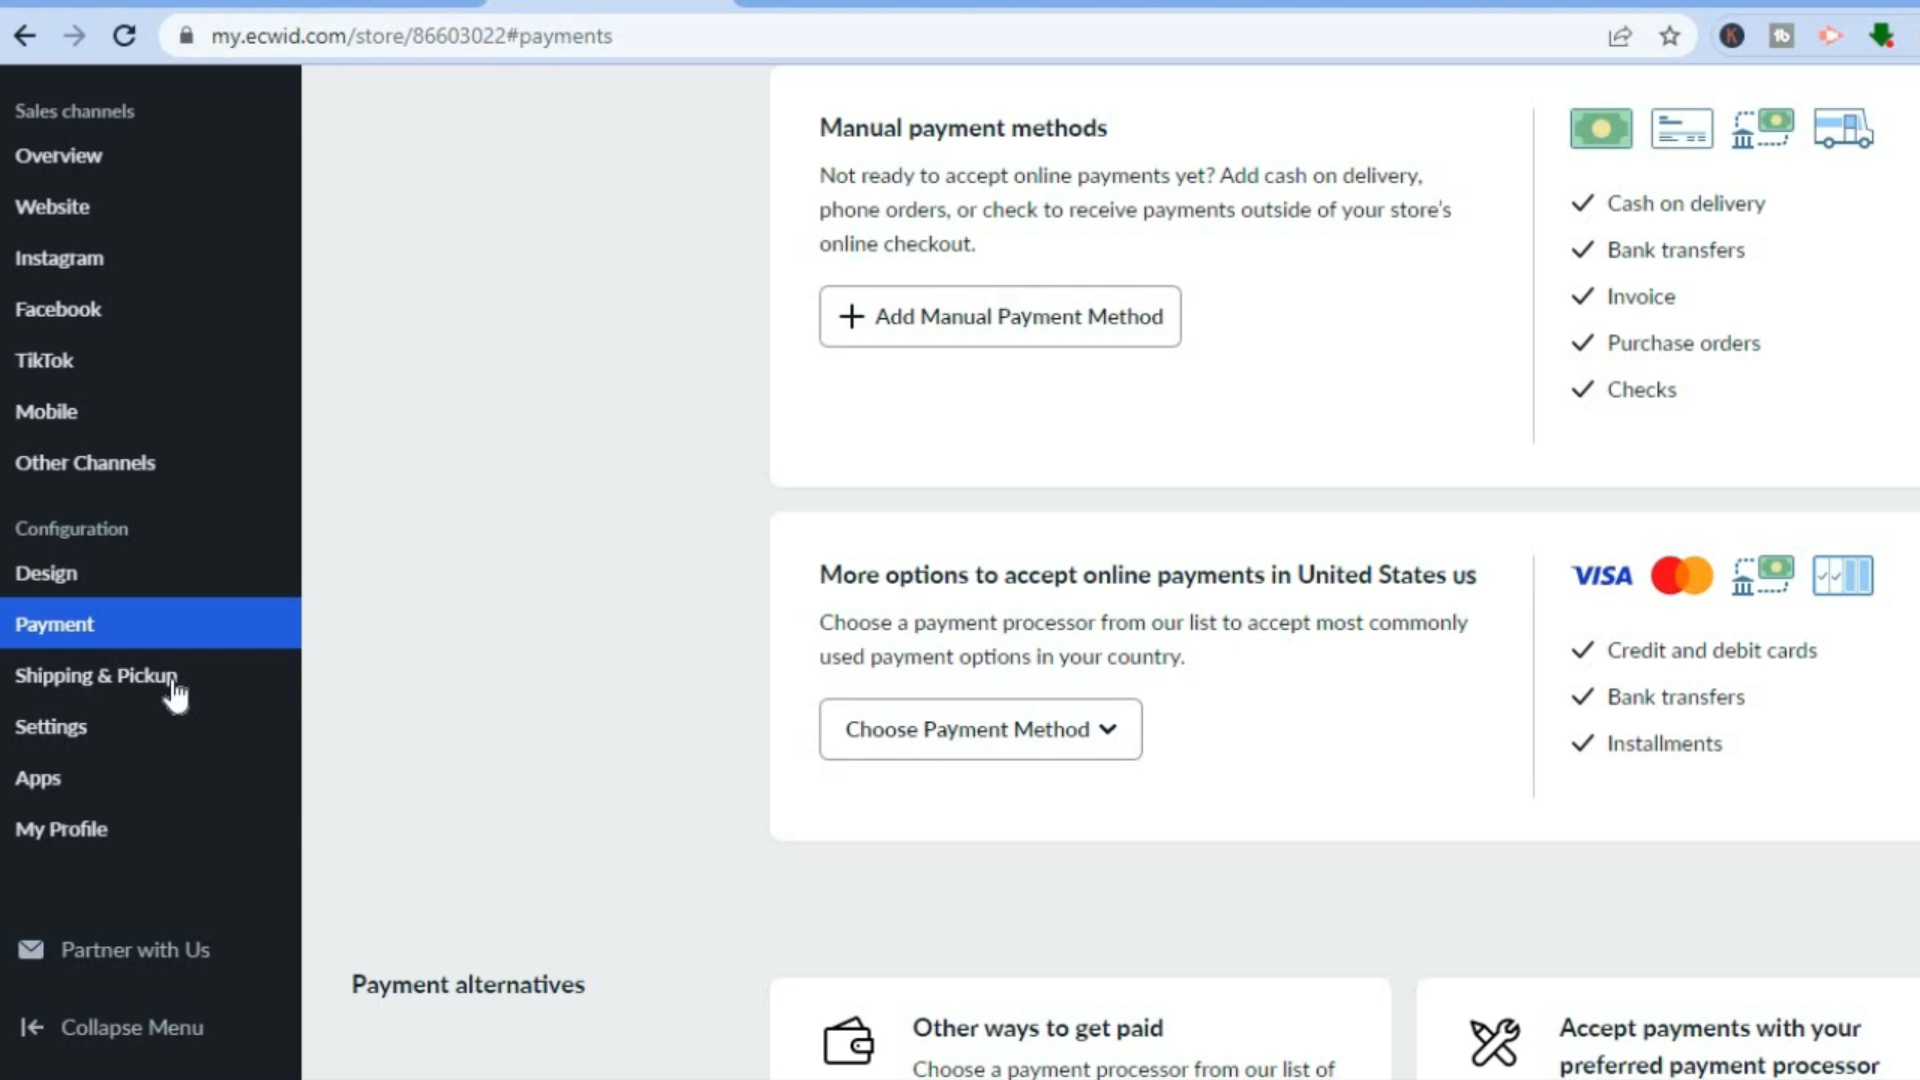 my.ecwid.com/store/86603022#payments
Sales channels
Overview
Website
Instagram
Facebook
TikTok
Mobile
Other Channels
Configuration
Design
Payment
Shipping & Pickup
Settings
Apps
My Profile
Partner with Us
Collapse Menu
Manual payment methods
Not ready to accept online payments yet? Add cash on delivery,
phone orders, or check to receive payments outside of your store's
online checkout.
Add Manual Payment Method
Cash on delivery
Bank transfers
Invoice
Purchase orders
Checks
More options to accept online payments in United States us
Choose a payment processor from our list to accept most commonly
used payment options in your country.
Choose Payment Method
VISA
Credit and debit cards
Bank transfers
Installments
Payment alternatives
Other ways to get paid
Choose a payment processor from our list of
Accept payments with your
preferred payment processor